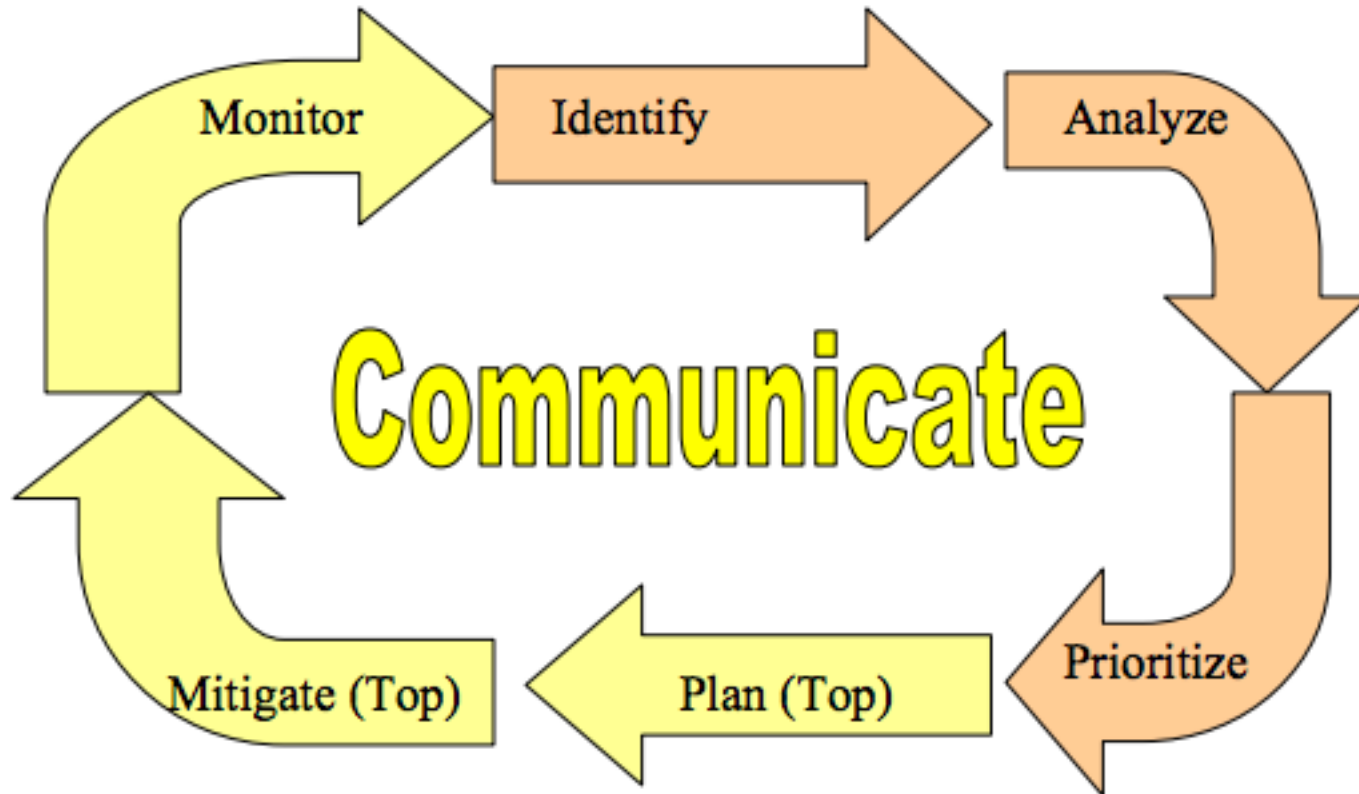 Monitor
Identify
Analyze
Communicate
Prioritize
Plan (Top)
Mitigate (Top)